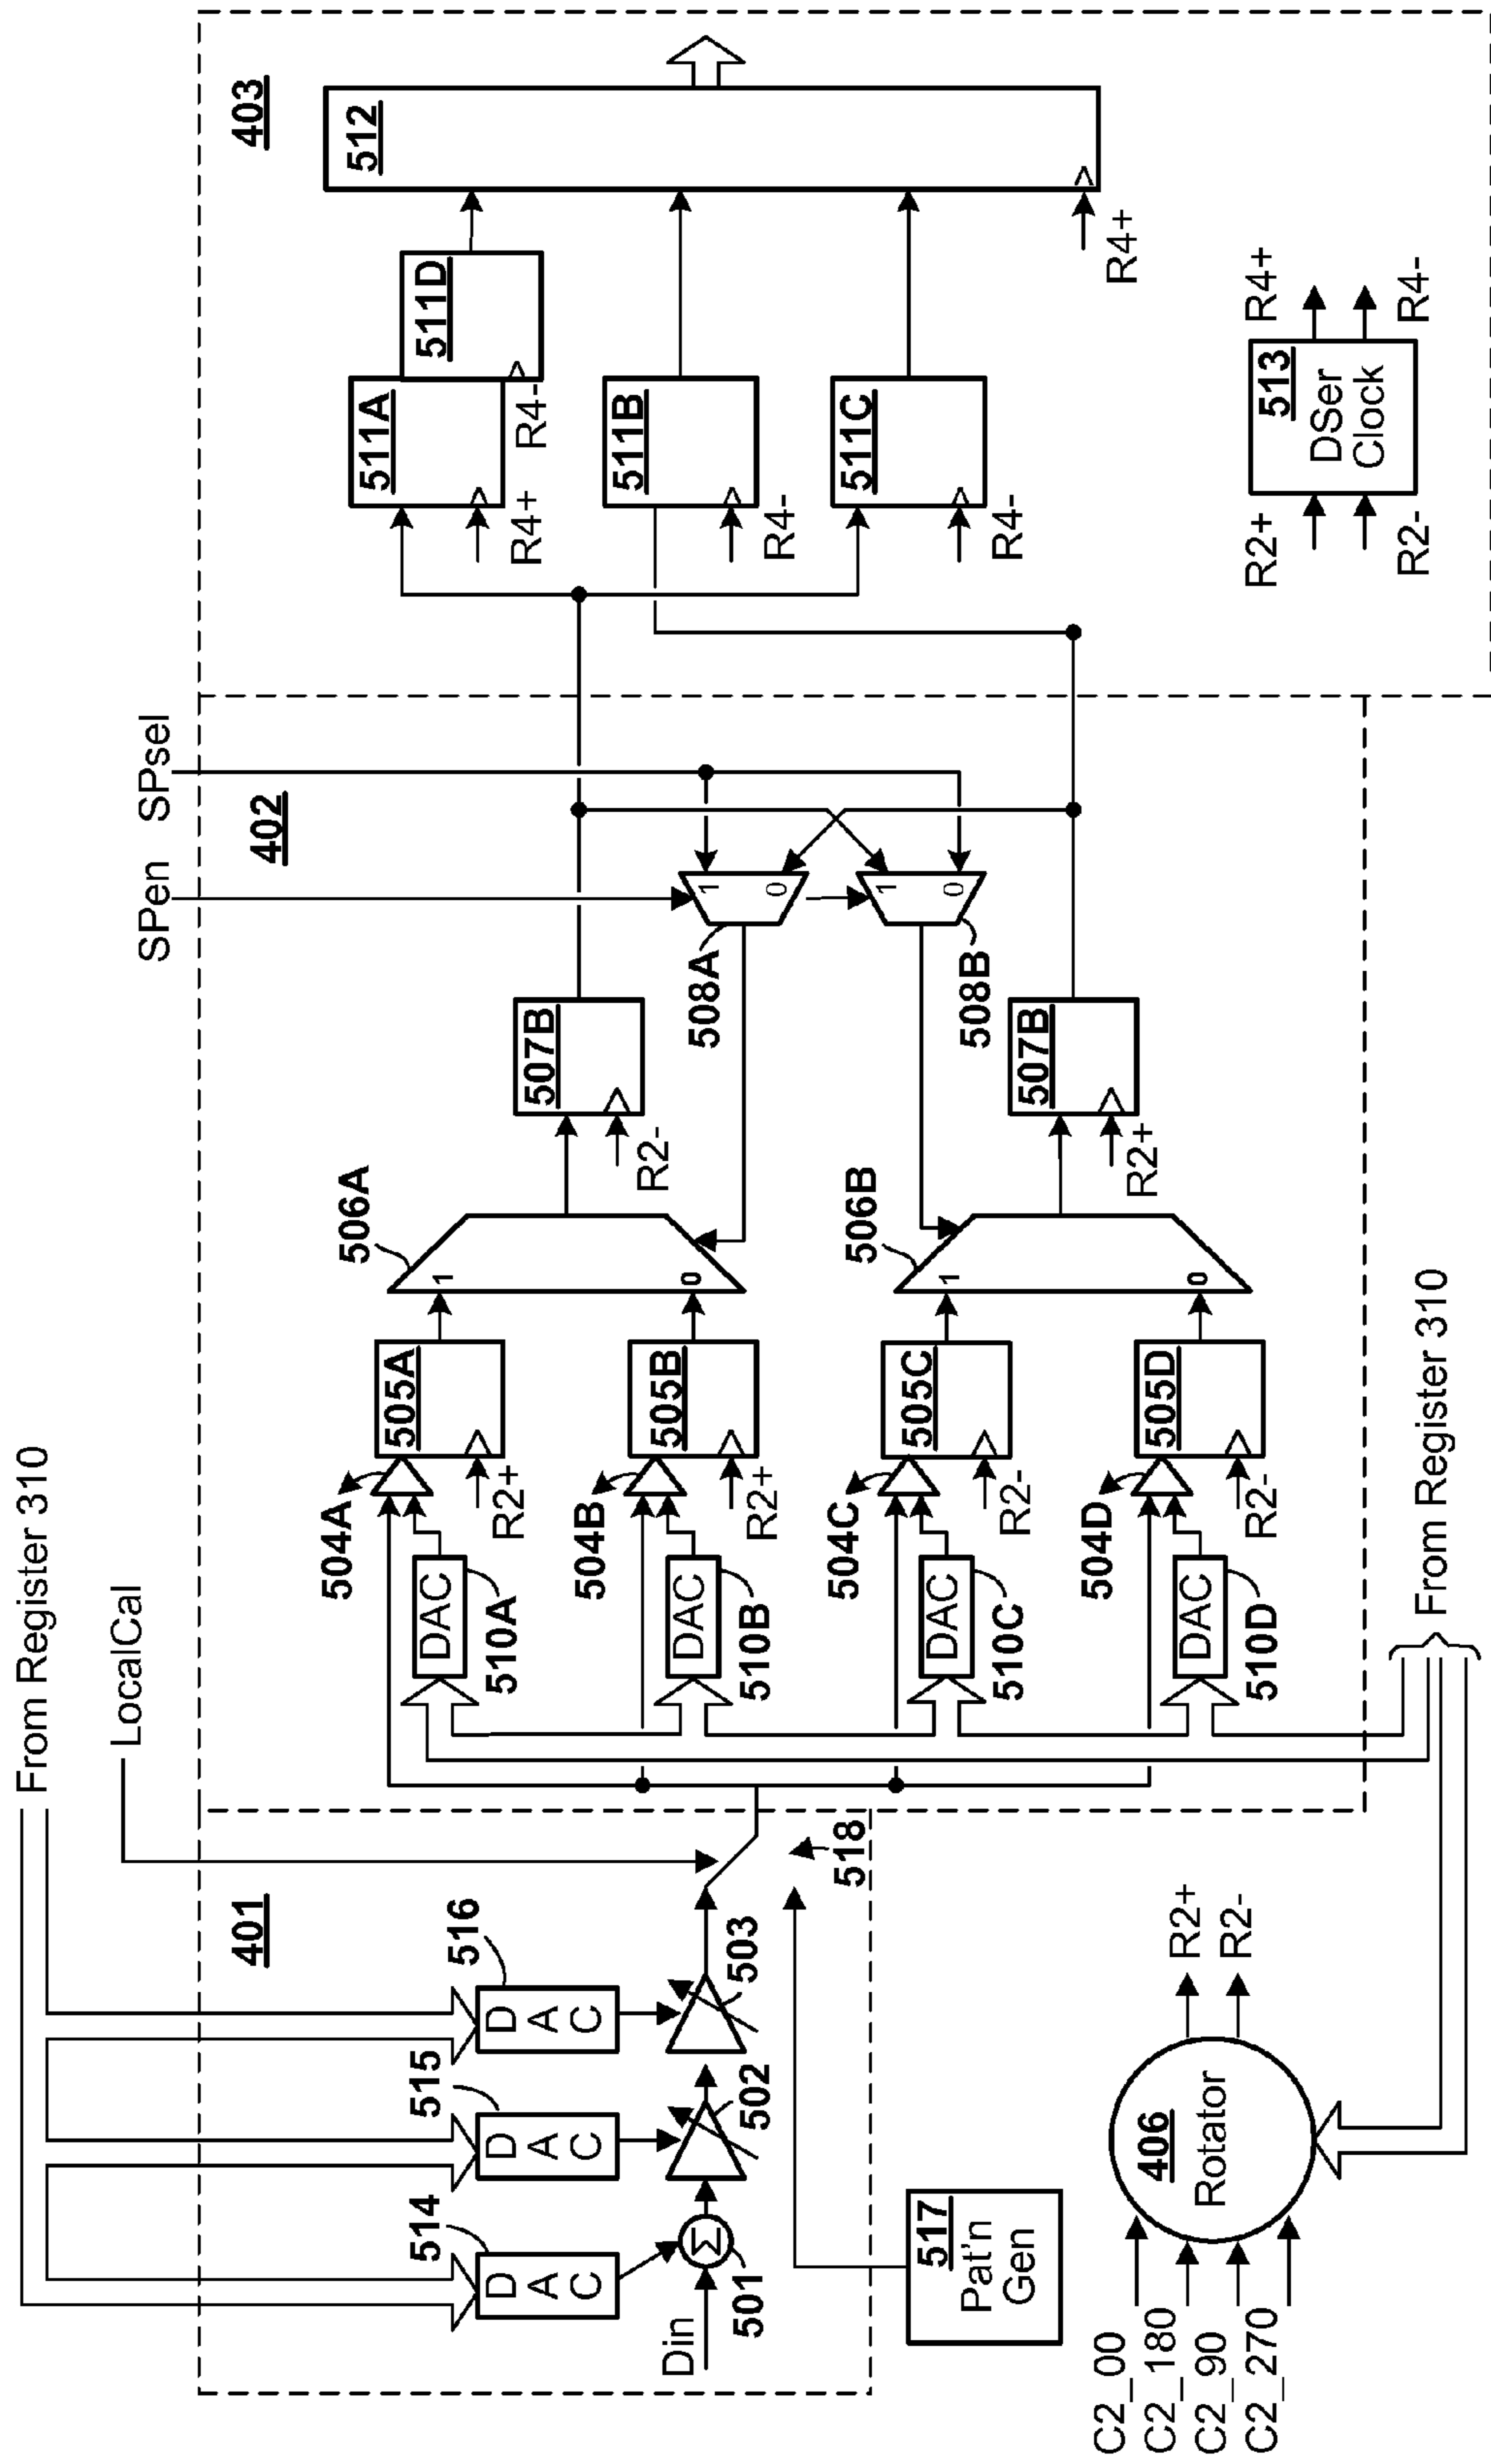 From Register 310
LocalCal
SPen
SPsel
401
402
403
514
515
516
D A C
D A C
D A C
Din
Σ
501
502
503
518
517
Pat'n
Gen
C2_00
C2_180
C2_90
C2_270
406
Rotator
R2+
R2-
From Register 310
504A
DAC
510A
505A
R2+
504B
DAC
510B
505B
R2+
504C
DAC
510C
505C
R2-
504D
DAC
510D
505D
R2-
506A
1
0
506B
1
0
507B
R2-
507B
R2+
508A
1
0
508B
1
0
511A
R4+
511D
R4-
511B
R4-
511C
R4-
512
R4+
R2+
R2-
513
DSer
Clock
R4+
R4-